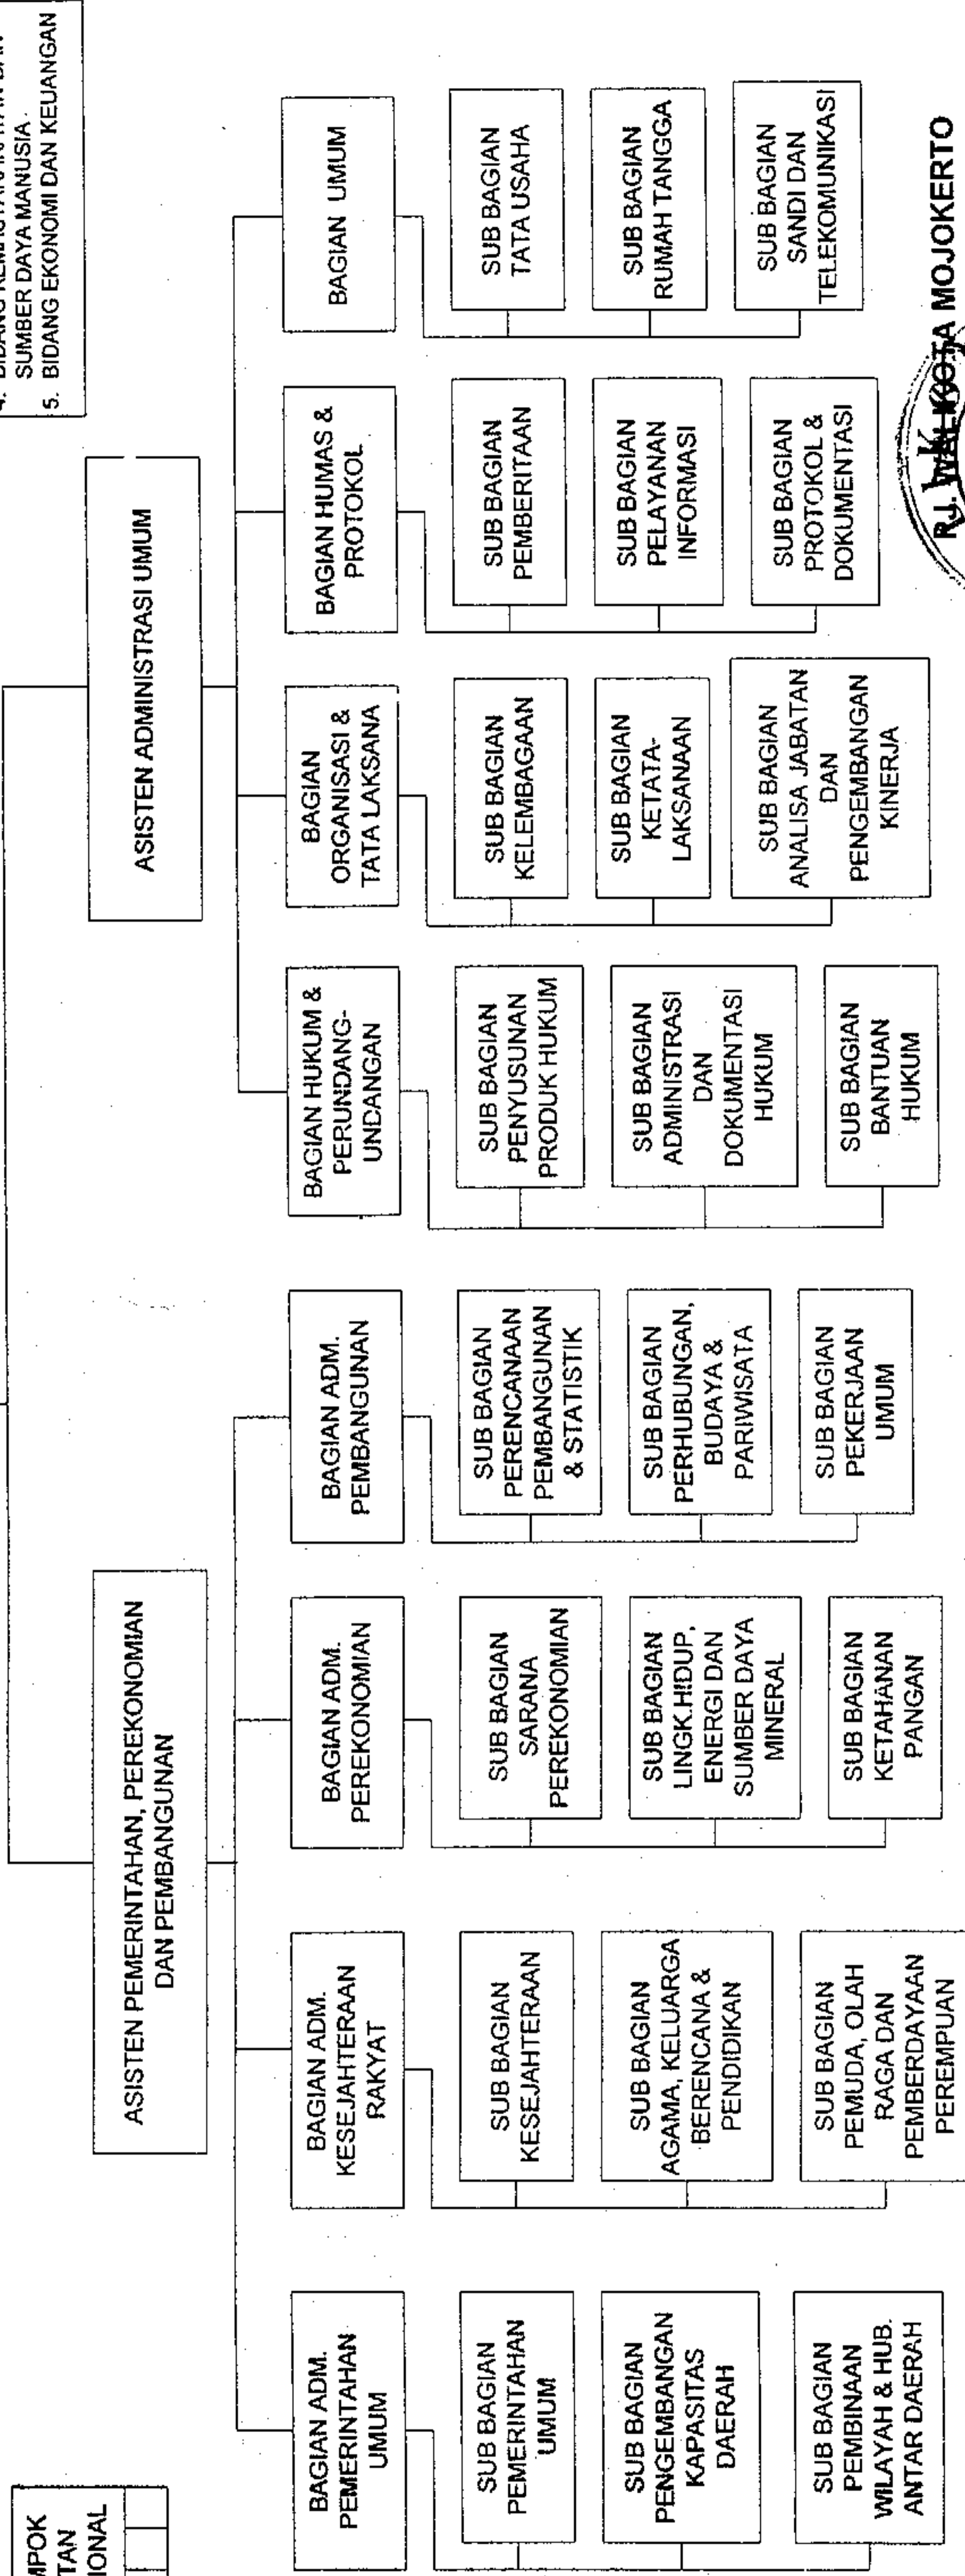 MPOK
TAN
IONAL
SUMBER DAYA MANUSIA
5. BIDANG EKONOMI DAN KEUANGAN
ASISTEN PEMERINTAHAN, PEREKONOMIAN
DAN PEMBANGUNAN
ASISTEN ADMINISTRASI UMUM
BAGIAN ADM.
PEMERINTAHAN
UMUM
SUB BAGIAN
PEMERINTAHAN
UMUM
SUB BAGIAN
PENGEMBANGAN
KAPASITAS
DAERAH
SUB BAGIAN
PEMBINAAN
WILAYAH & HUB.
ANTAR DAERAH
BAGIAN ADM.
KESEJAHTERAAN
RAKYAT
SUB BAGIAN
KESEJAHTERAAN
SUB BAGIAN
AGAMA, KELUARGA
BERENCANA &
PENDIDIKAN
SUB BAGIAN
PEMUDA, OLAH
RAGA DAN
PEMBERDAYAAN
PEREMPUAN
BAGIAN ADM.
PEREKONOMIAN
SUB BAGIAN
SARANA
PEREKONOMIAN
SUB BAGIAN
LINGK.HIDUP,
ENERGI DAN
SUMBER DAYA
MINERAL
SUB BAGIAN
KETAHANAN
PANGAN
BAGIAN ADM.
PEMBANGUNAN
SUB BAGIAN
PERENCANAAN
PEMBANGUNAN
& STATISTIK
SUB BAGIAN
PERHUBUNGAN,
BUDAYA &
PARIWISATA
SUB BAGIAN
PEKERJAAN
UMUM
BAGIAN HUKUM &
PERUNDANG-
UNDANGAN
SUB BAGIAN
PENYUSUNAN
PRODUK HUKUM
SUB BAGIAN
ADMINISTRASI
DAN
DOKUMENTASI
HUKUM
SUB BAGIAN
BANTUAN
HUKUM
BAGIAN
ORGANISASI &
TATA LAKSANA
SUB BAGIAN
KELEMBAGAAN
SUB BAGIAN
KETATA-
LAKSANAAN
SUB BAGIAN
ANALISA JABATAN
DAN
PENGEMBANGAN
KINERJA
BAGIAN HUMAS &
PROTOKOL
SUB BAGIAN
PEMBERITAAN
SUB BAGIAN
PELAYANAN
INFORMASI
SUB BAGIAN
PROTOKOL &
DOKUMENTASI
BAGIAN UMUM
SUB BAGIAN
TATA USAHA
SUB BAGIAN
RUMAH TANGGA
SUB BAGIAN
SANDI DAN
TELEKOMUNIKASI
WALIKOTA MOJOKERTO